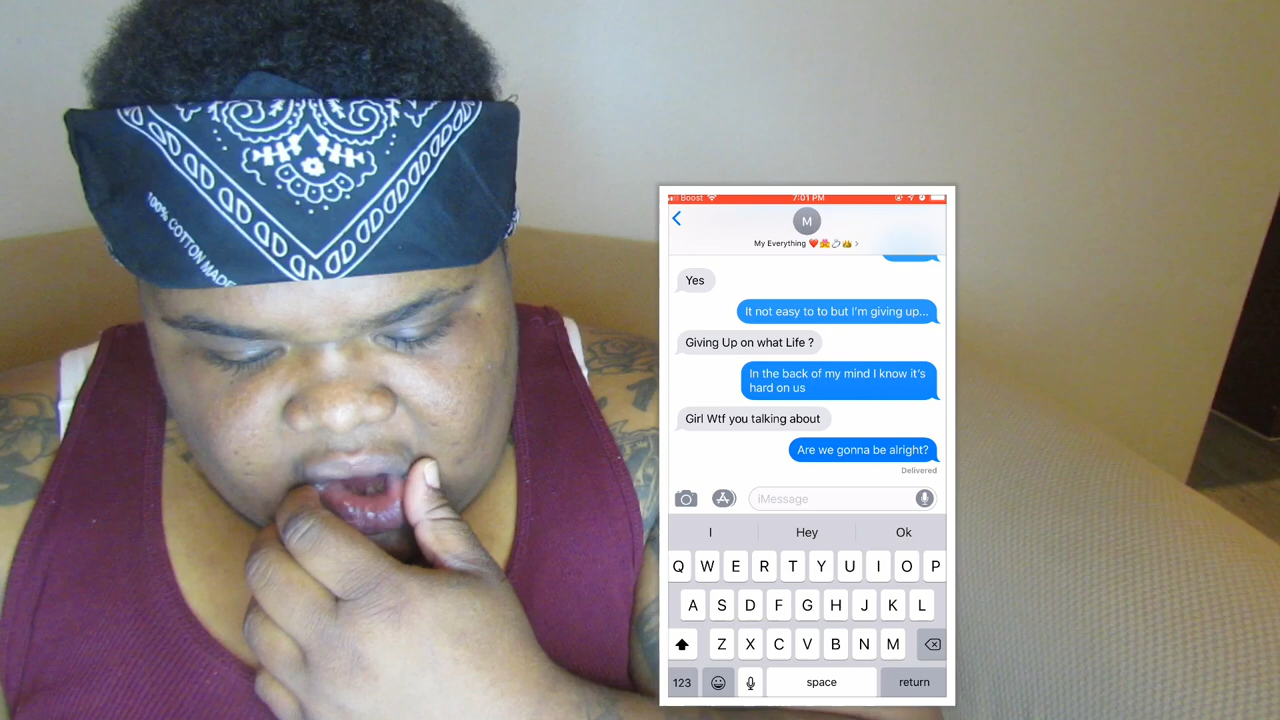 100% COTTON MADE
Boost 7:01 PM
M
My Everything ❤️💏💍👑 >
Yes
It not easy to to but I’m giving up...
Giving Up on what Life ?
In the back of my mind I know it’s
hard on us
Girl Wtf you talking about
Are we gonna be alright?
Delivered
iMessage
I Hey Ok
Q W E R T Y U I O P
A S D F G H J K L
Z X C V B N M
123 space return